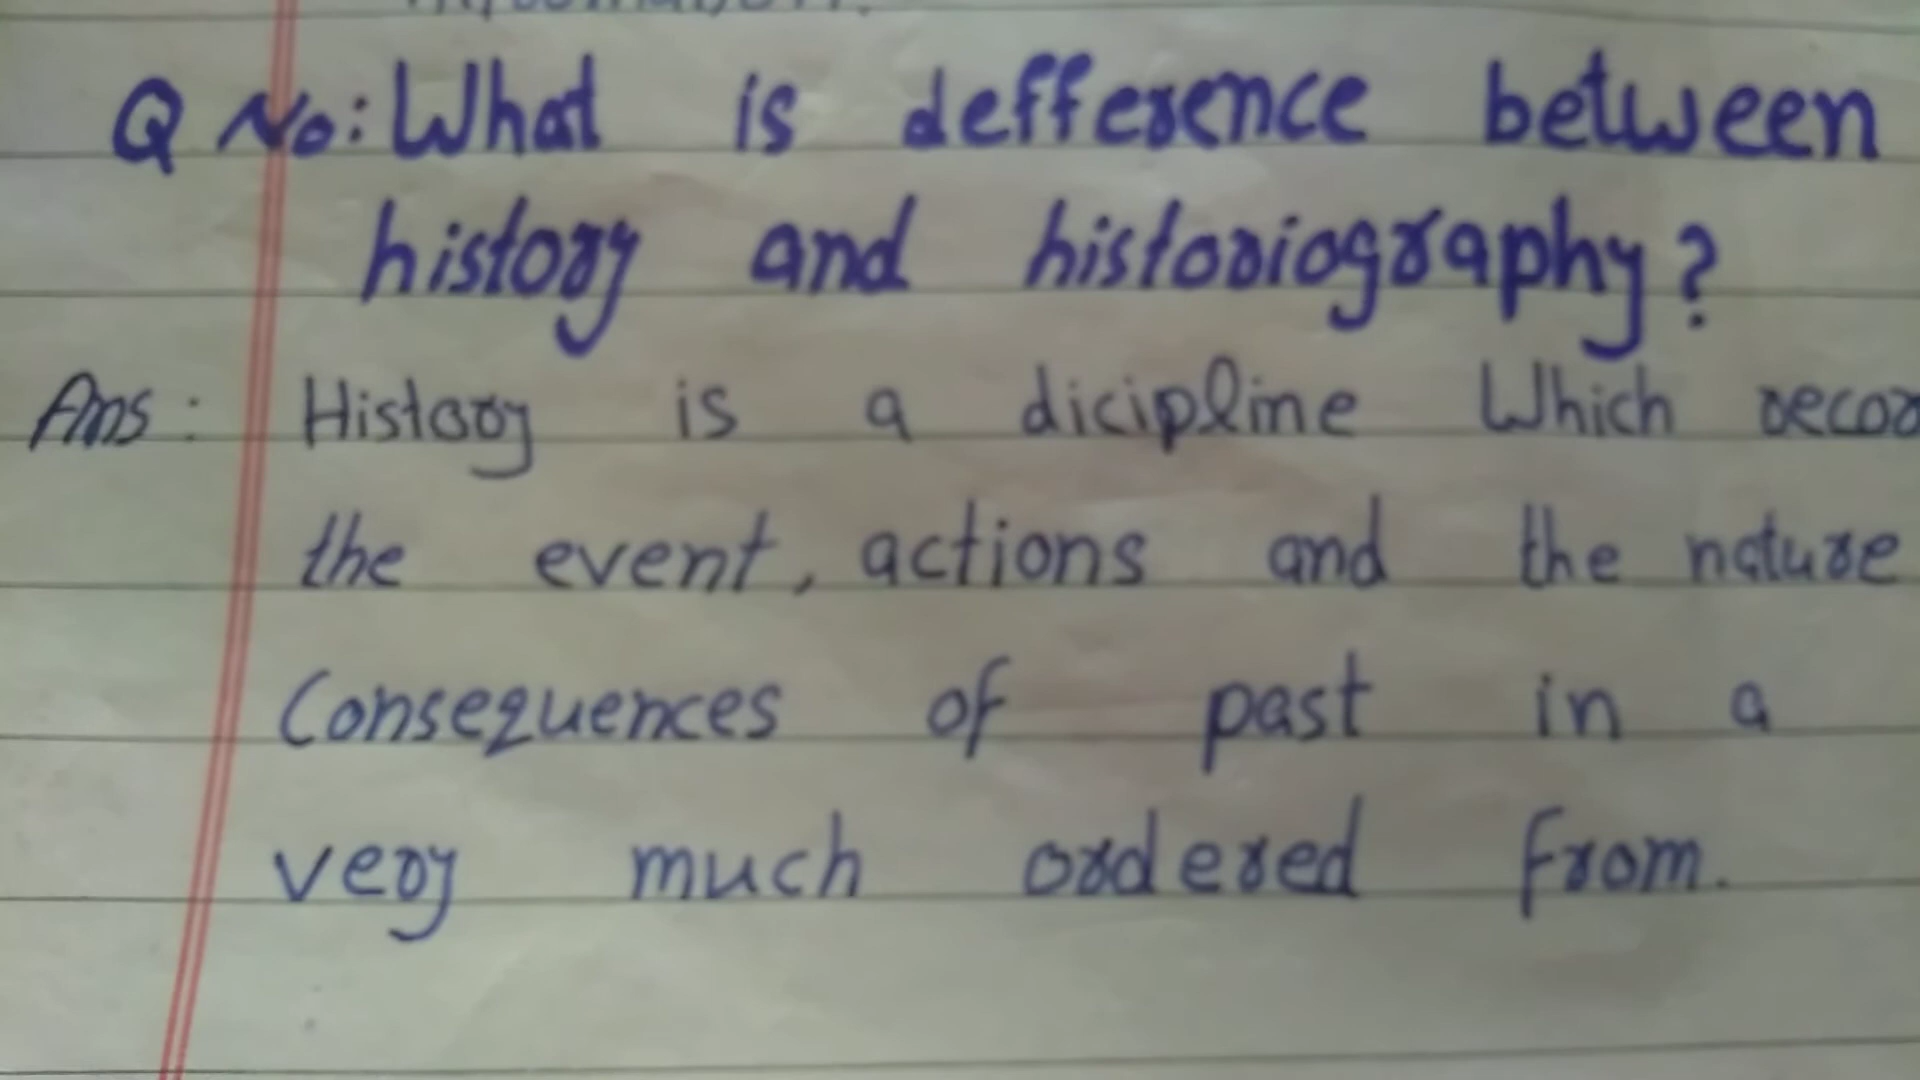 Q No: What is defference between
history and historiography?
Ans: History is a dicipline Which recor
the event, actions and the nature
Consequences of past in a
very much ordered from.